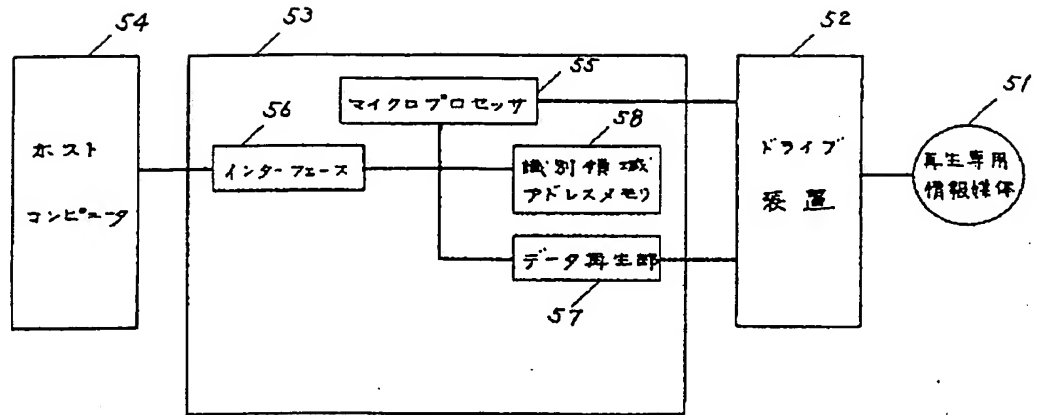 54
53
52
51
55
56
58
57
ホスト
コンピュータ
インターフェース
マイクロプロセッサ
識別領域
アドレスメモリ
データ再生部
ドライブ
装置
再生専用
情報媒体